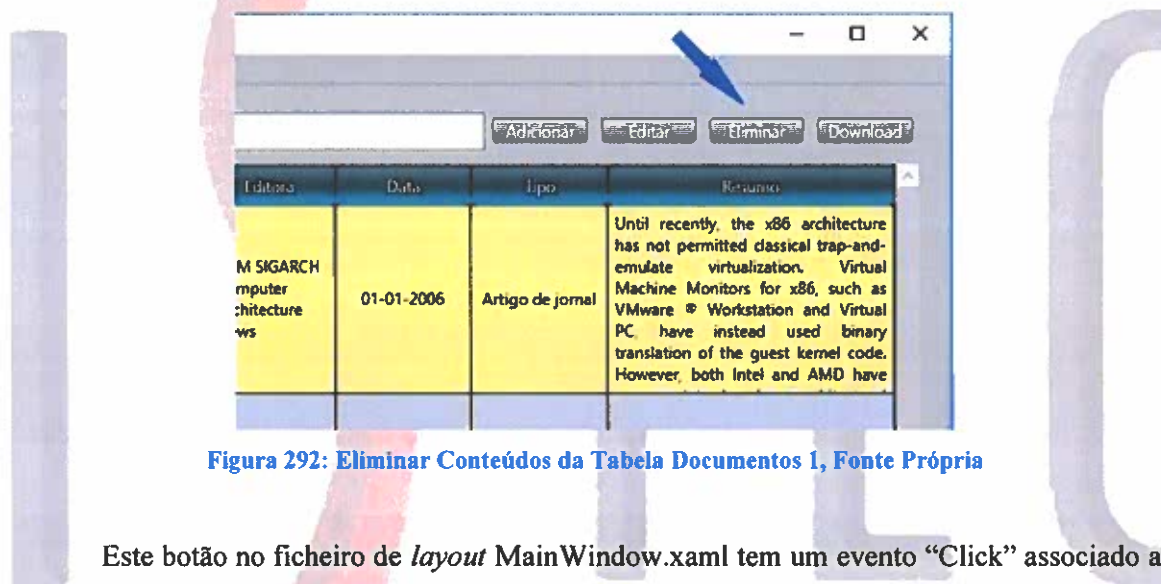 Adicionar Editar Eliminar Download
Editora Data Tipo Resumo
M SIGARCH
mputer
chitecture
ws
01-01-2006
Artigo de jornal
Until recently, the x86 architecture
has not permitted classical trap-and-
emulate virtualization. Virtual
Machine Monitors for x86, such as
VMware ® Workstation and Virtual
PC, have instead used binary
translation of the guest kernel code.
However, both Intel and AMD have
Figura 292: Eliminar Conteúdos da Tabela Documentos 1, Fonte Própria
Este botão no ficheiro de layout MainWindow.xaml tem um evento “Click” associado a